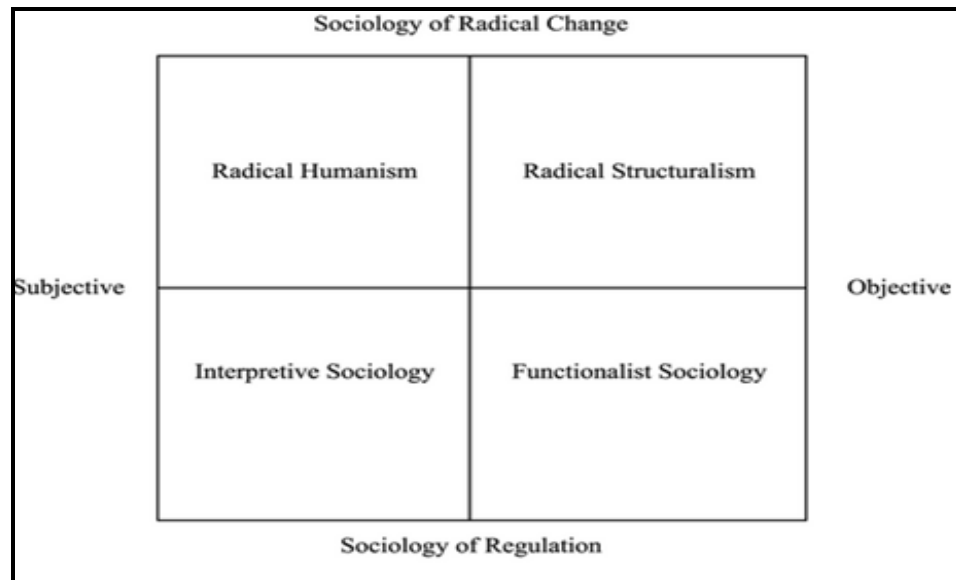 Sociology of Radical Change
Radical Humanism
Radical Structuralism
Subjective
Objective
Interpretive Sociology
Functionalist Sociology
Sociology of Regulation